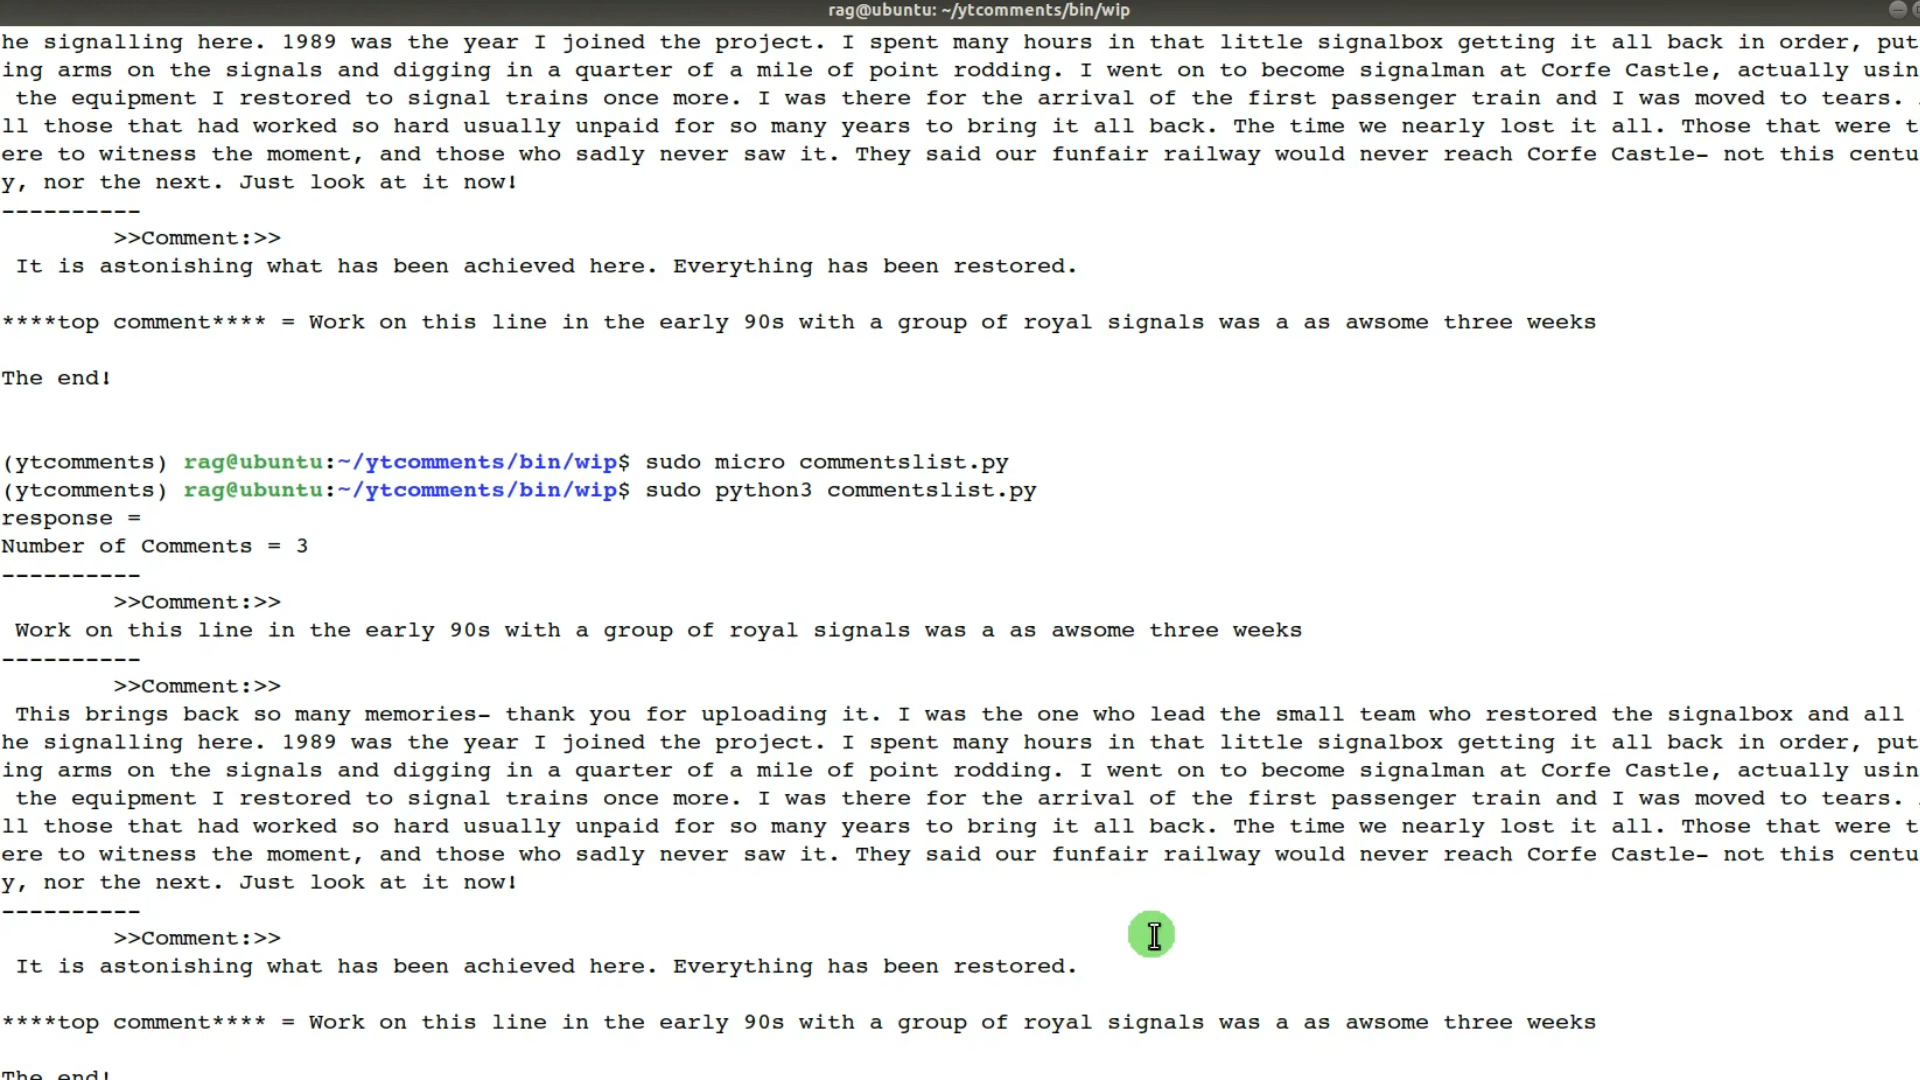 rag@ubuntu: ~/ytcomments/bin/wip
he signalling here. 1989 was the year I joined the project. I spent many hours in that little signalbox getting it all back in order, put
ing arms on the signals and digging in a quarter of a mile of point rodding. I went on to become signalman at Corfe Castle, actually usin
 the equipment I restored to signal trains once more. I was there for the arrival of the first passenger train and I was moved to tears.
ll those that had worked so hard usually unpaid for so many years to bring it all back. The time we nearly lost it all. Those that were t
ere to witness the moment, and those who sadly never saw it. They said our funfair railway would never reach Corfe Castle- not this centu
y, nor the next. Just look at it now!
----------
        >>Comment:>>
 It is astonishing what has been achieved here. Everything has been restored.
****top comment**** = Work on this line in the early 90s with a group of royal signals was a as awsome three weeks
The end!
(ytcomments) rag@ubuntu:~/ytcomments/bin/wip$ sudo micro commentslist.py
(ytcomments) rag@ubuntu:~/ytcomments/bin/wip$ sudo python3 commentslist.py
response =
Number of Comments = 3
----------
        >>Comment:>>
 Work on this line in the early 90s with a group of royal signals was a as awsome three weeks
----------
        >>Comment:>>
 This brings back so many memories- thank you for uploading it. I was the one who lead the small team who restored the signalbox and all
he signalling here. 1989 was the year I joined the project. I spent many hours in that little signalbox getting it all back in order, put
ing arms on the signals and digging in a quarter of a mile of point rodding. I went on to become signalman at Corfe Castle, actually usin
 the equipment I restored to signal trains once more. I was there for the arrival of the first passenger train and I was moved to tears.
ll those that had worked so hard usually unpaid for so many years to bring it all back. The time we nearly lost it all. Those that were t
ere to witness the moment, and those who sadly never saw it. They said our funfair railway would never reach Corfe Castle- not this centu
y, nor the next. Just look at it now!
----------
        >>Comment:>>
 It is astonishing what has been achieved here. Everything has been restored.
****top comment**** = Work on this line in the early 90s with a group of royal signals was a as awsome three weeks
The end!